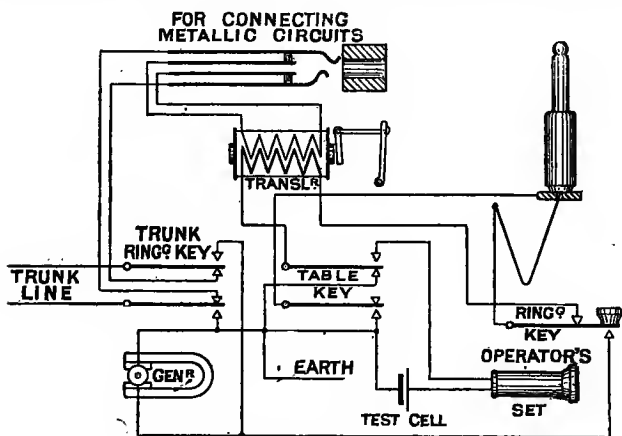 FOR CONNECTING
METALLIC CIRCUITS
TRANSLR
TRUNK
RINGG KEY
TRUNK
LINE
TABLE
KEY
RINGG
KEY
GENR
EARTH
OPERATOR'S
SET
TEST CELL